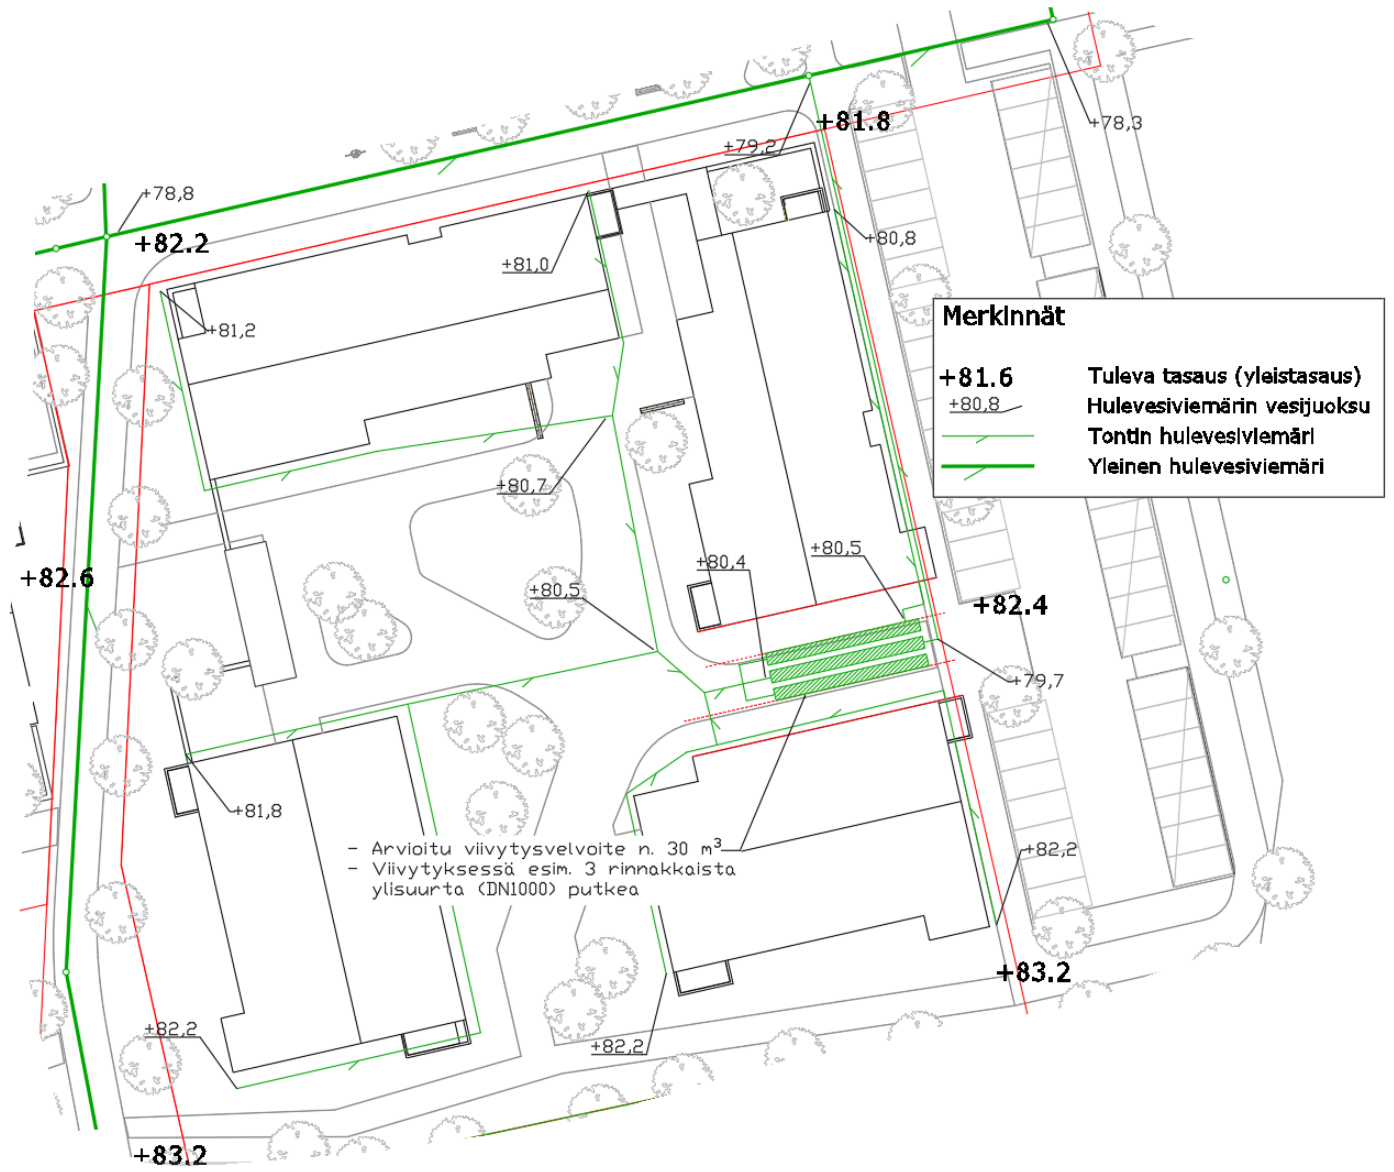 +78,3
+81.8
+79,2
+78,8
+82.2
+80,8
+81,0
+81,2
Merkinnät
+81.6 Tuleva tasaus (yleistasaus)
+80,8 Hulevesiviemärin vesijuoksu
Tontin hulevesiviemäri
Yleinen hulevesiviemäri
+80,7
+80,5
+80,4
+82.6
+80,5
+82.4
+79,7
+81,8
- Arvioitu viivytysvelvoite n. 30 m³
- Viivytyksessä esim. 3 rinnakkaista
ylisuurta (DN1000) putkea
+82,2
+83.2
+82,2
+82,2
+83.2